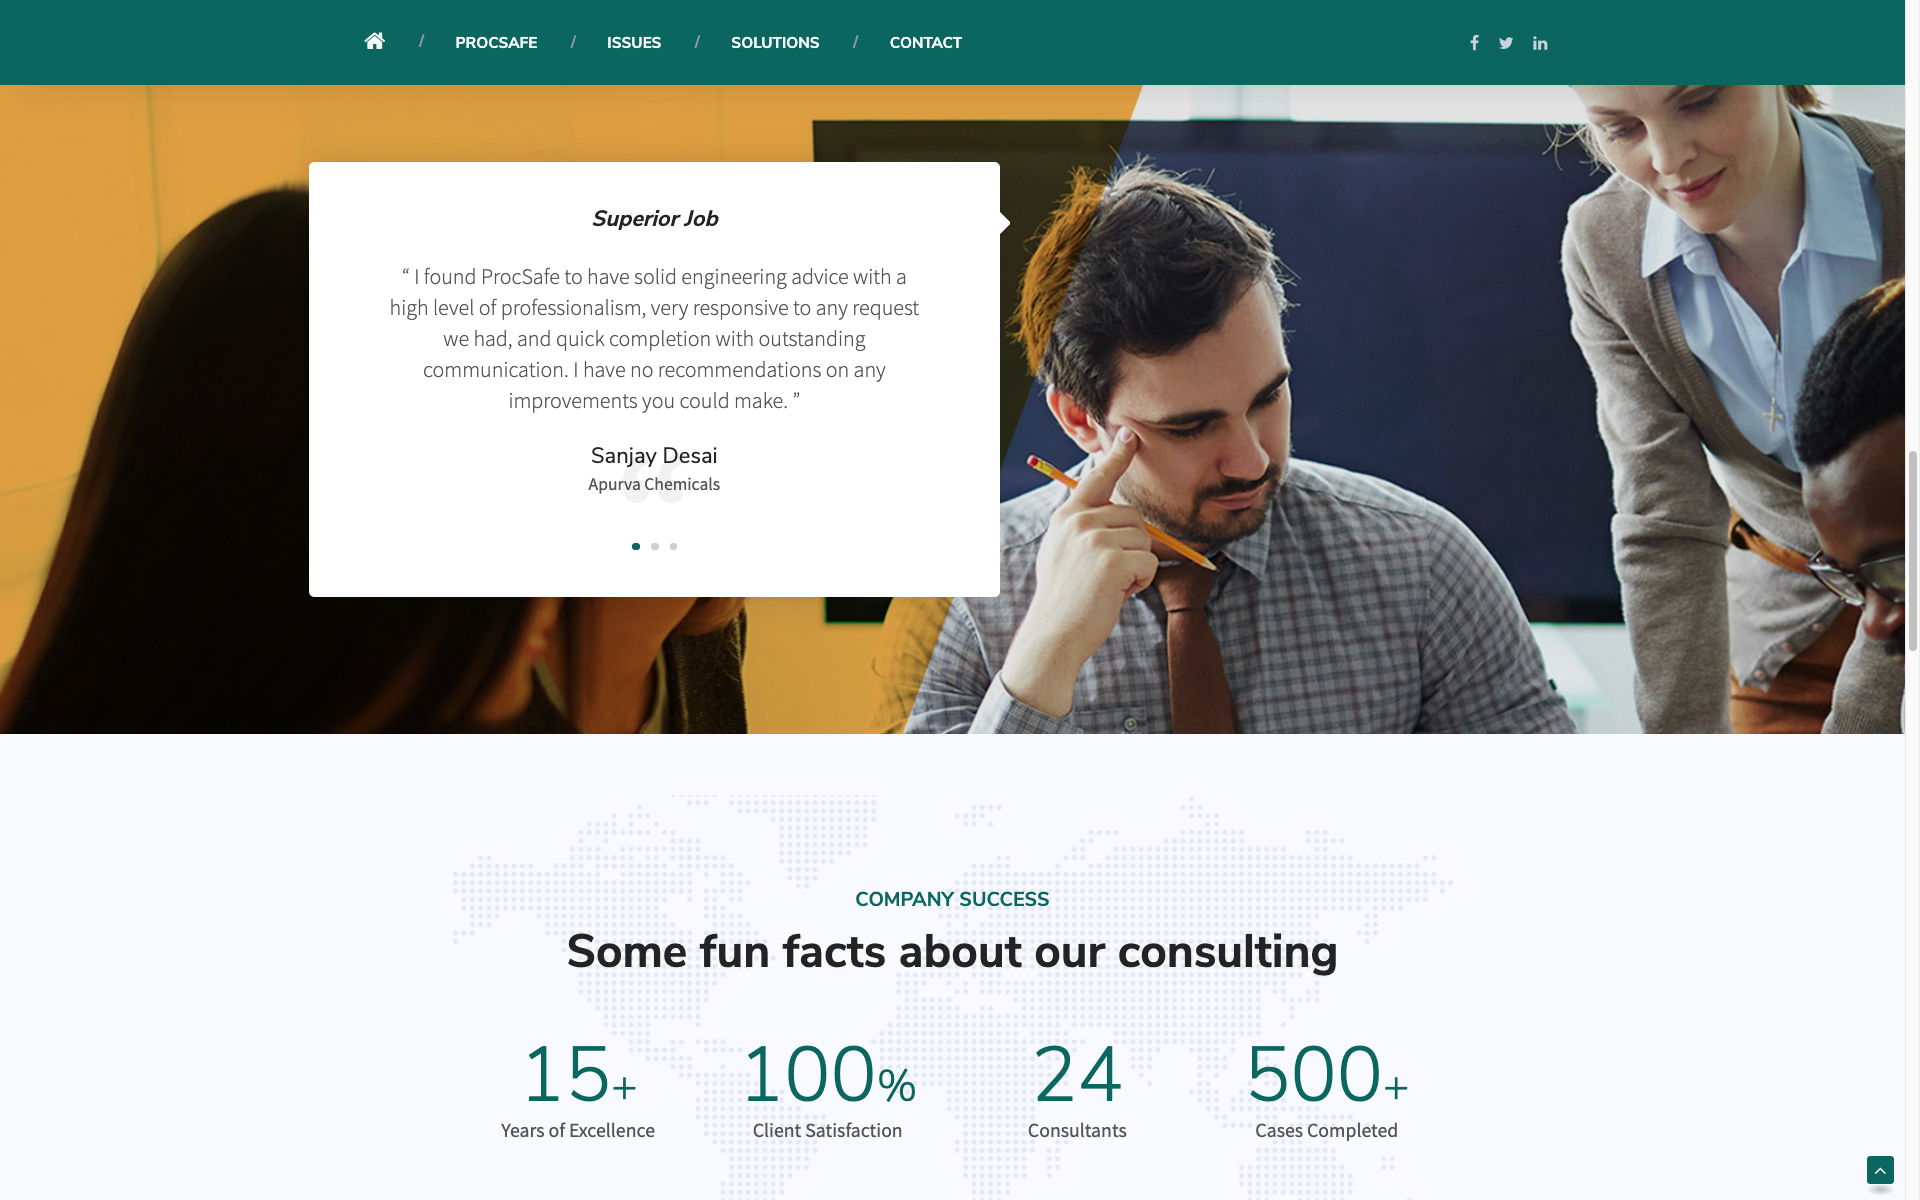 / PROCSAFE / ISSUES / SOLUTIONS / CONTACT
Superior Job
“ I found ProcSafe to have solid engineering advice with a
high level of professionalism, very responsive to any request
we had, and quick completion with outstanding
communication. I have no recommendations on any
improvements you could make. ”
Sanjay Desai
Apurva Chemicals
COMPANY SUCCESS
Some fun facts about our consulting
15+
Years of Excellence
100%
Client Satisfaction
24
Consultants
500+
Cases Completed